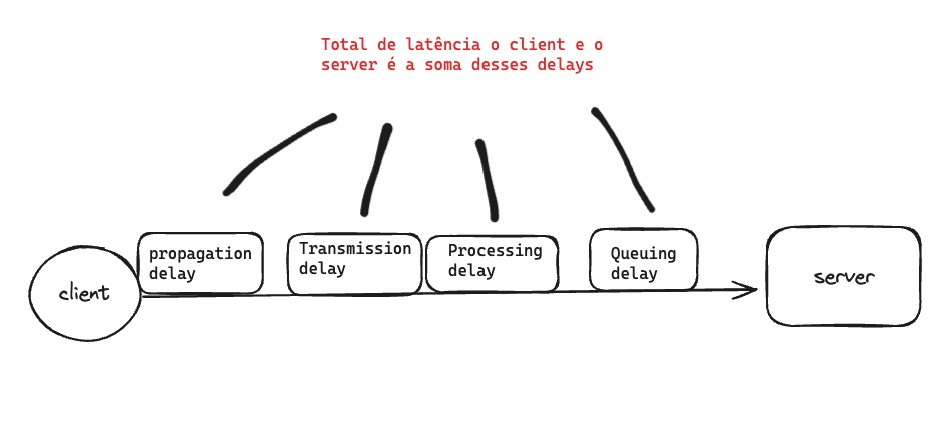 Total de latência o client e o
server é a soma desses delays
propagation
delay
Transmission
delay
Processing
delay
Queuing
delay
client
server